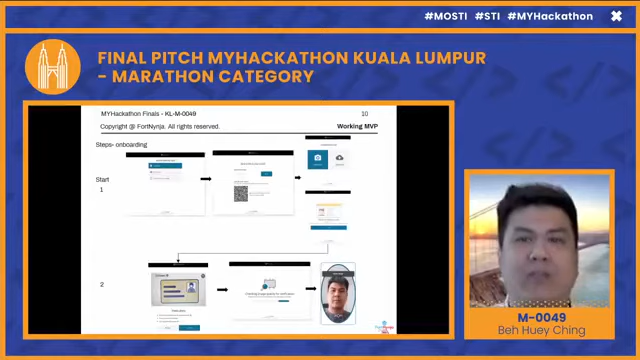 #MOSTI #STI #MYHackathon
FINAL PITCH MYHACKATHON KUALA LUMPUR
- MARATHON CATEGORY
MYHackathon Finals - KL-M-0049
10
Copyright @ FortNynja. All rights reserved.
Working MVP
Steps- onboarding
Start
1
2
M-0049
Beh Huey Ching